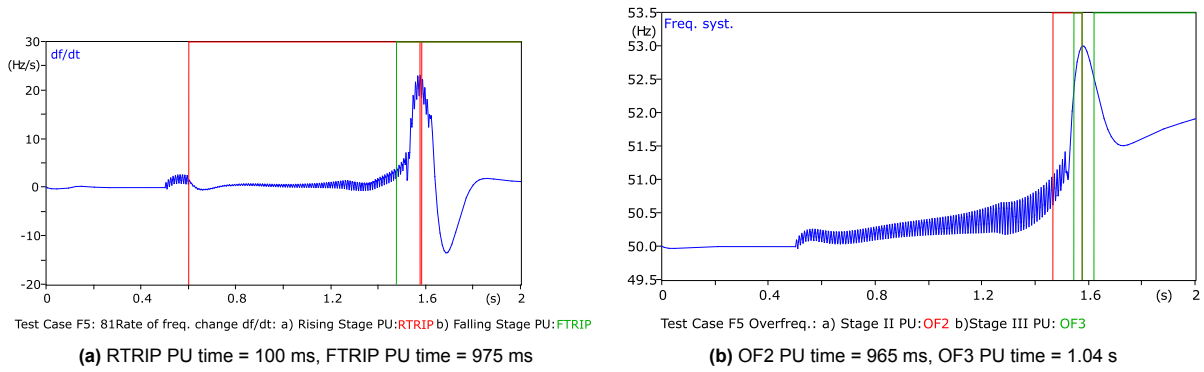 30
(Hz/s)
df/dt
20
10
0
-10
-20
0 0.4 0.8 1.2 1.6 (s) 2
Test Case F5: 81Rate of freq. change df/dt: a) Rising Stage PU:RTRIP b) Falling Stage PU:FTRIP
(a) RTRIP PU time = 100 ms, FTRIP PU time = 975 ms
53.5
(Hz)
Freq. syst.
53.0
52.5
52.0
51.5
51.0
50.5
50.0
49.5
0 0.4 0.8 1.2 1.6 (s) 2
Test Case F5 Overfreq.: a) Stage II PU:OF2 b)Stage III PU: OF3
(b) OF2 PU time = 965 ms, OF3 PU time = 1.04 s